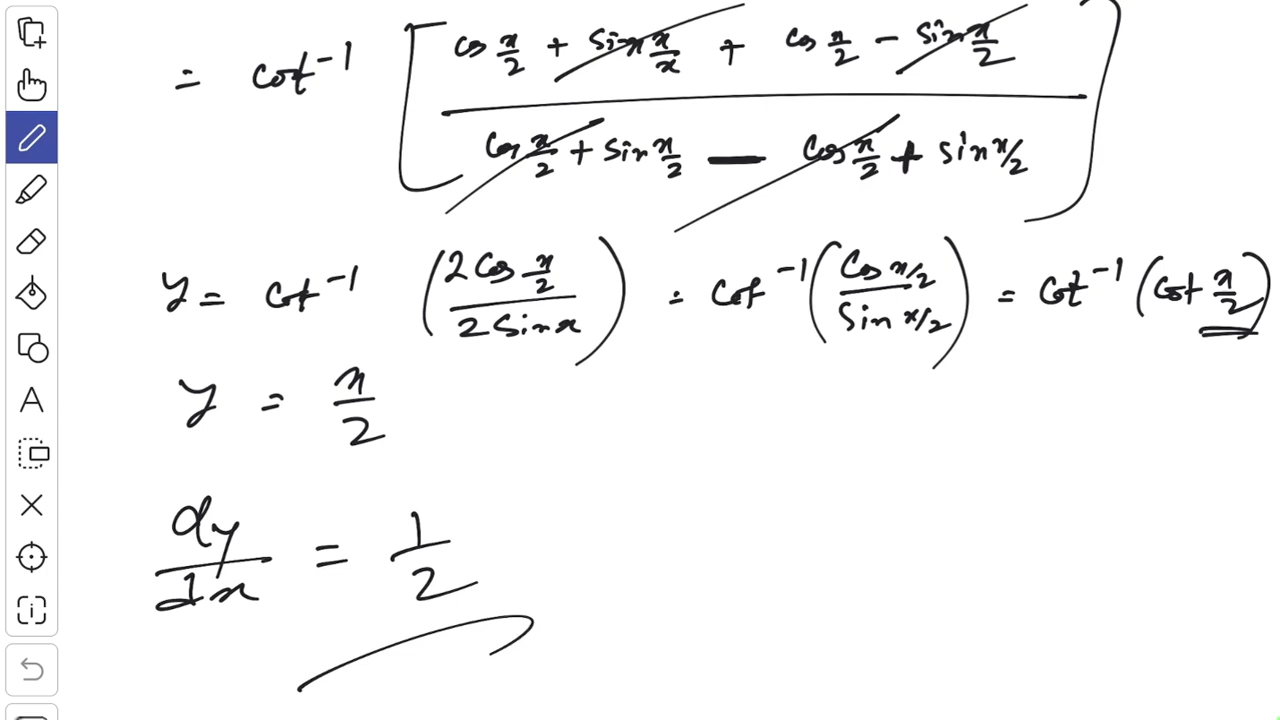 = cot⁻¹ [ (cos x/2 + sin x x/x + cos x/2 − sin x/2) / (cos x/2 + sin x/2 − cos x/2 + sin x/2) ]
y = cot⁻¹ (2 cos x/2 / 2 sin x) = cot⁻¹ (cos x/2 / sin x/2) = cot⁻¹ (cot x/2)
y = x/2
dy/dx = 1/2